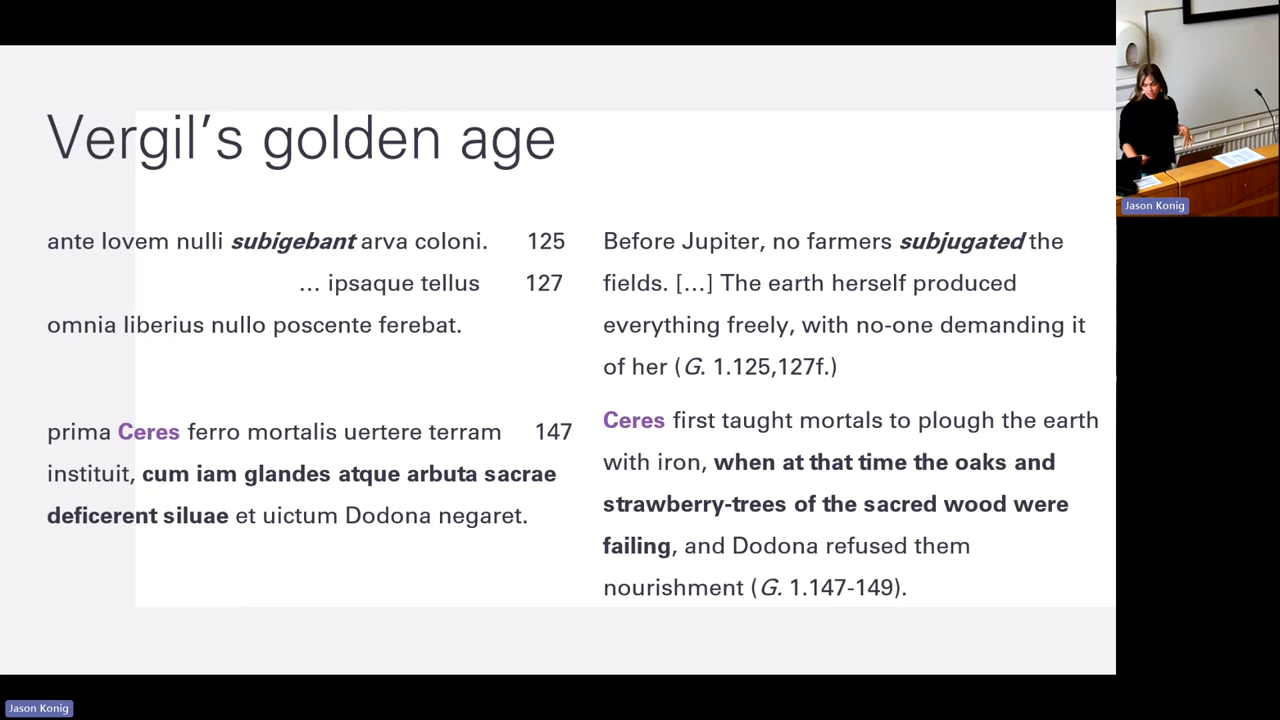 Vergil's golden age
ante Iovem nulli subigebant arva coloni. 125
… ipsaque tellus 127
omnia liberius nullo poscente ferebat.
prima Ceres ferro mortalis uertere terram 147
instituit, cum iam glandes atque arbuta sacrae
deficerent siluae et uictum Dodona negaret.
Before Jupiter, no farmers subjugated the
fields. […] The earth herself produced
everything freely, with no-one demanding it
of her (G. 1.125,127f.)
Ceres first taught mortals to plough the earth
with iron, when at that time the oaks and
strawberry-trees of the sacred wood were
failing, and Dodona refused them
nourishment (G. 1.147-149).
Jason Konig
Jason Konig